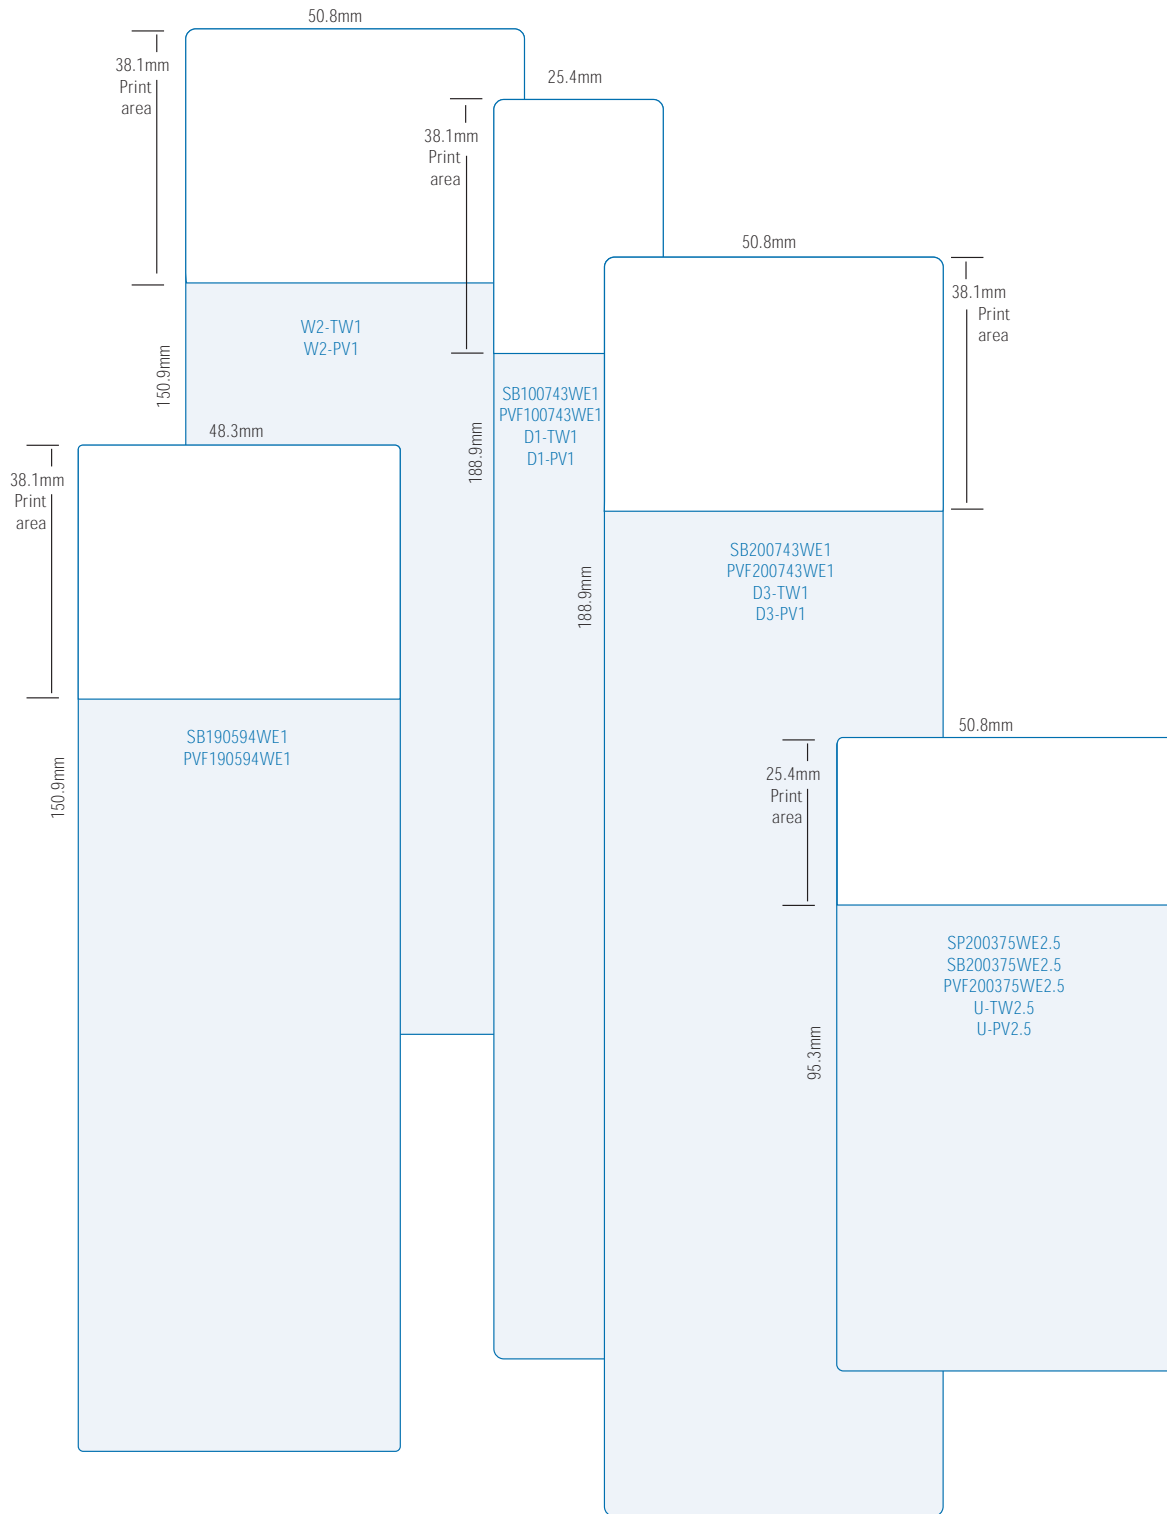 50.8mm
38.1mm
Print
area
W2-TW1
W2-PV1
150.9mm
25.4mm
38.1mm
Print
area
SB100743WE1
PVF100743WE1
D1-TW1
D1-PV1
188.9mm
50.8mm
38.1mm
Print
area
SB200743WE1
PVF200743WE1
D3-TW1
D3-PV1
188.9mm
48.3mm
38.1mm
Print
area
SB190594WE1
PVF190594WE1
150.9mm
50.8mm
25.4mm
Print
area
SP200375WE2.5
SB200375WE2.5
PVF200375WE2.5
U-TW2.5
U-PV2.5
95.3mm